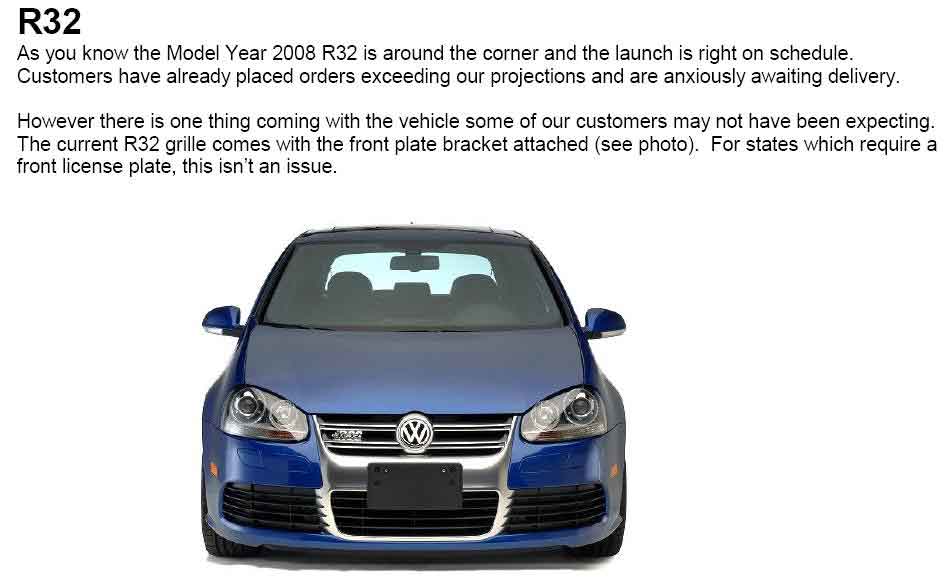 R32
As you know the Model Year 2008 R32 is around the corner and the launch is right on schedule.
Customers have already placed orders exceeding our projections and are anxiously awaiting delivery.
However there is one thing coming with the vehicle some of our customers may not have been expecting.
The current R32 grille comes with the front plate bracket attached (see photo).  For states which require a
front license plate, this isn't an issue.
R32
VW